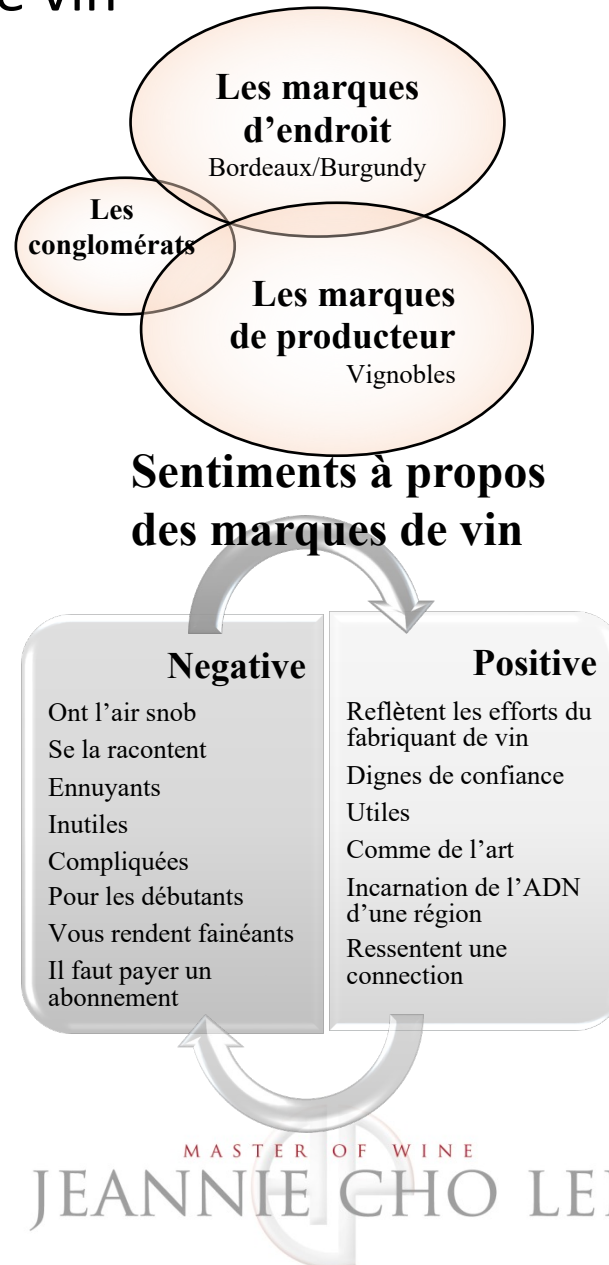 e vin
Les marques
d’endroit
Bordeaux/Burgundy
Les
conglomérats
Les marques
de producteur
Vignobles
Sentiments à propos
des marques de vin
Negative
Ont l’air snob
Se la racontent
Ennuyants
Inutiles
Compliquées
Pour les débutants
Vous rendent fainéants
Il faut payer un
abonnement
Positive
Reflètent les efforts du
fabriquant de vin
Dignes de confiance
Utiles
Comme de l’art
Incarnation de l’ADN
d’une région
Ressentent une
connection
MASTER OF WINE
JEANNIE CHO LE